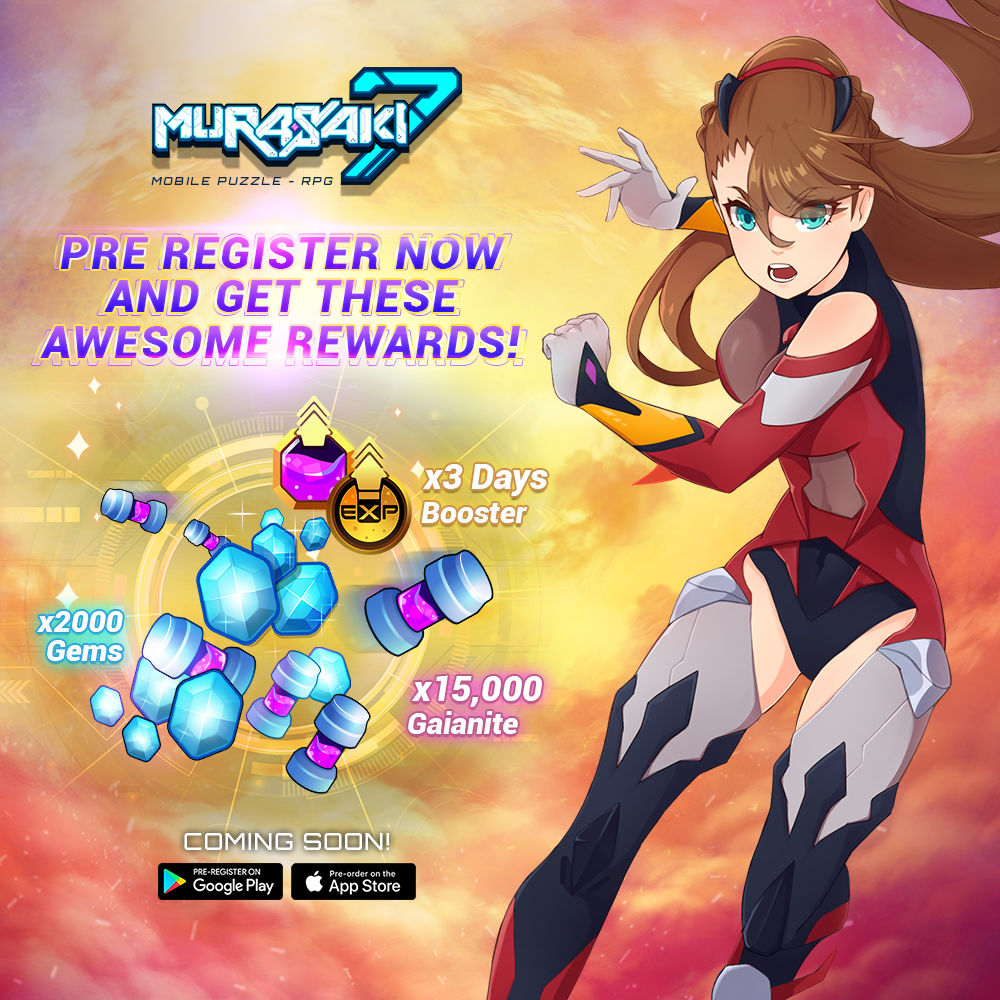 MURASAKI7
MOBILE PUZZLE - RPG
PRE REGISTER NOW
AND GET THESE
AWESOME REWARDS!
x3 Days
Booster
EXP
x2000
Gems
x15,000
Gaianite
COMING SOON!
PRE-REGISTER ON
Google Play
Pre-order on the
App Store